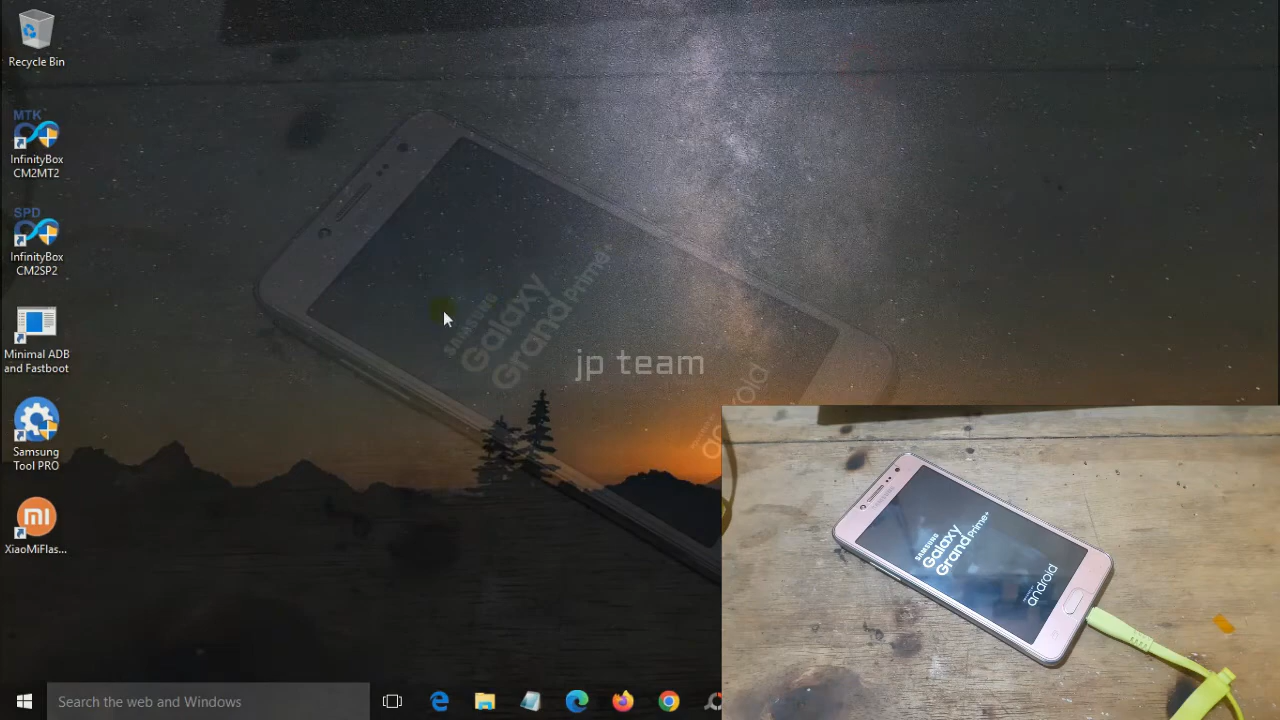 Recycle Bin
MTK
InfinityBox
CM2MT2
SPD
InfinityBox
CM2SP2
Minimal ADB
and Fastboot
Samsung
Tool PRO
XiaoMiFlas...
SAMSUNG
Galaxy
Grand Prime+
android
jp team
SAMSUNG
Galaxy
Grand Prime+
android
Search the web and Windows